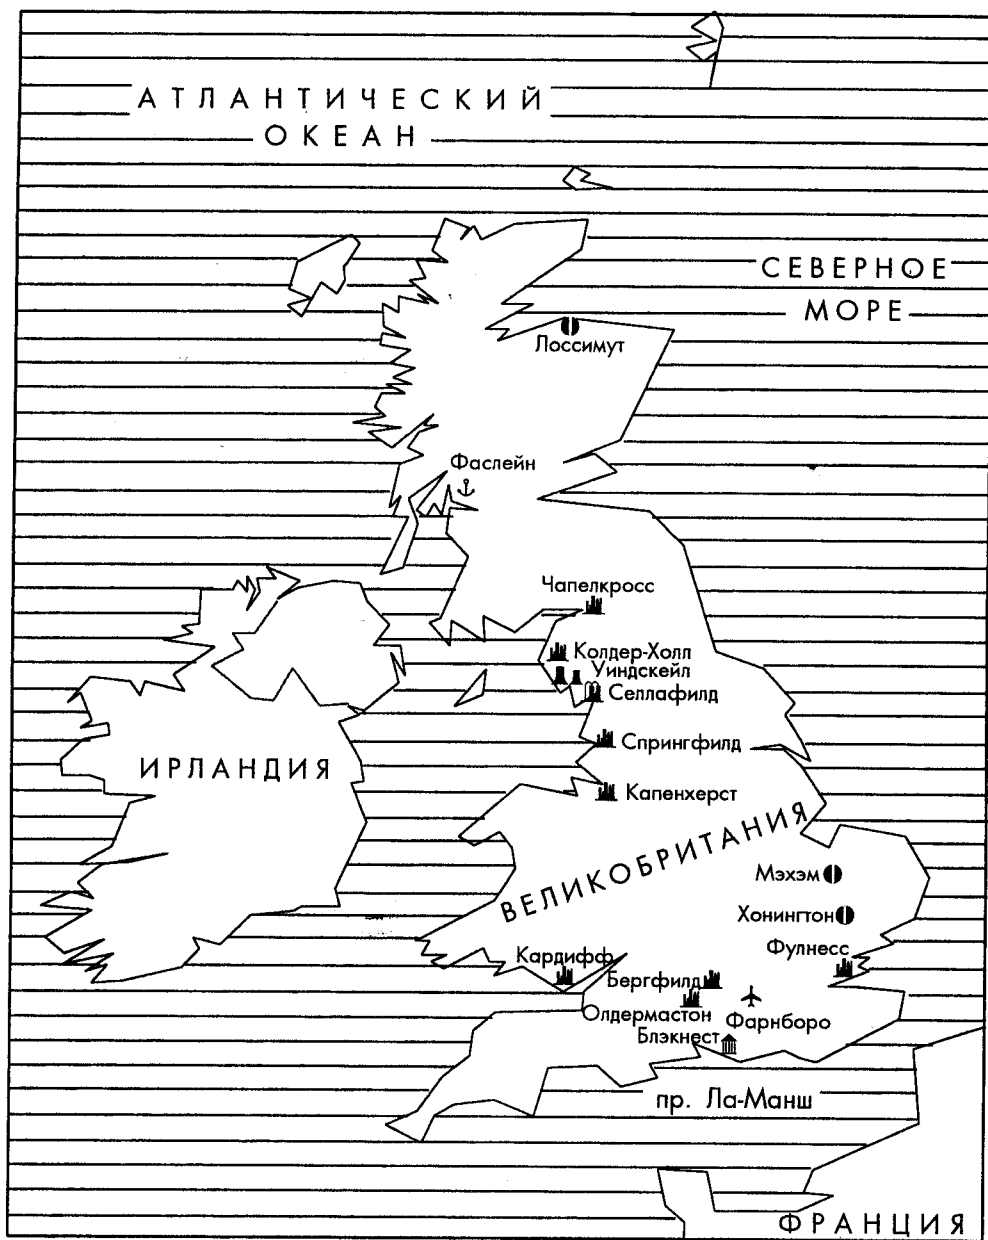 АТЛАНТИЧЕСКИЙ
ОКЕАН
СЕВЕРНОЕ
МОРЕ
Лоссимут
Фаслейн
Чапелкросс
Колдер-Холл
Уиндскейл
Селлафилд
Спрингфилд
ИРЛАНДИЯ
Капенхерст
ВЕЛИКОБРИТАНИЯ
Мэхэм
Хонингтон
Фулнесс
Кардифф
Бергфилд
Олдермастон
Фарнборо
Блэкнест
пр. Ла-Манш
ФРАНЦИЯ